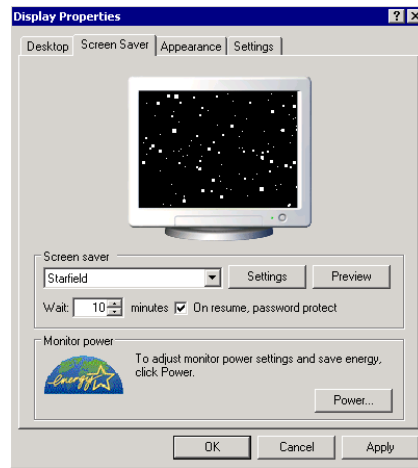 Display Properties
Desktop Screen Saver Appearance Settings
Screen saver
Starfield Settings Preview
Wait: 10 minutes On resume, password protect
Monitor power
energy
To adjust monitor power settings and save energy,
click Power.
Power...
OK Cancel Apply